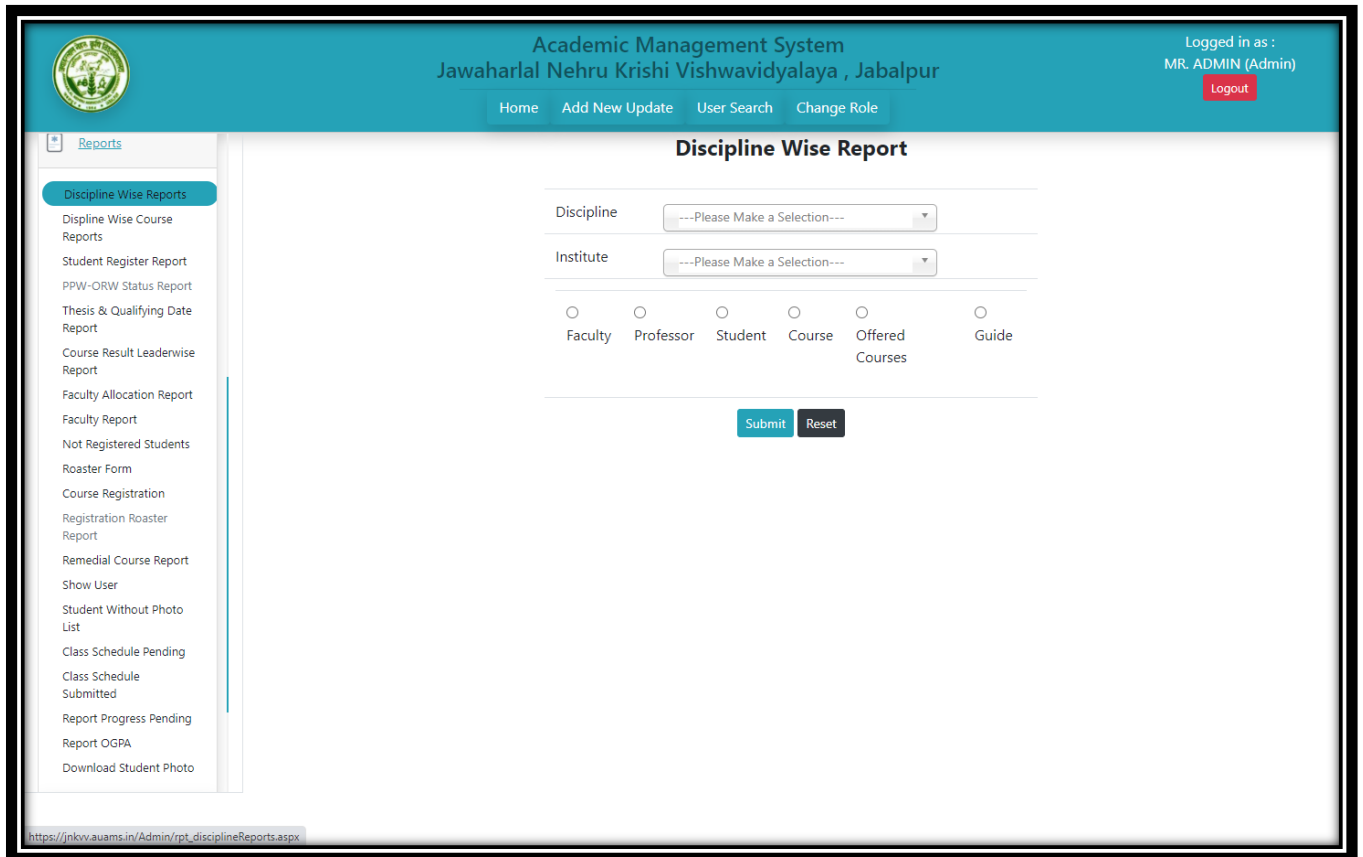 Academic Management System
Jawaharlal Nehru Krishi Vishwavidyalaya , Jabalpur
Home Add New Update User Search Change Role
Logged in as :
MR. ADMIN (Admin)
Logout
Reports
Discipline Wise Reports
Displine Wise Course
Reports
Student Register Report
PPW-ORW Status Report
Thesis & Qualifying Date
Report
Course Result Leaderwise
Report
Faculty Allocation Report
Faculty Report
Not Registered Students
Roaster Form
Course Registration
Registration Roaster
Report
Remedial Course Report
Show User
Student Without Photo
List
Class Schedule Pending
Class Schedule
Submitted
Report Progress Pending
Report OGPA
Download Student Photo
Discipline Wise Report
Discipline ---Please Make a Selection---
Institute ---Please Make a Selection---
Faculty Professor Student Course Offered Guide
Courses
Submit Reset
https://jnkvv.auams.in/Admin/rpt_disciplineReports.aspx